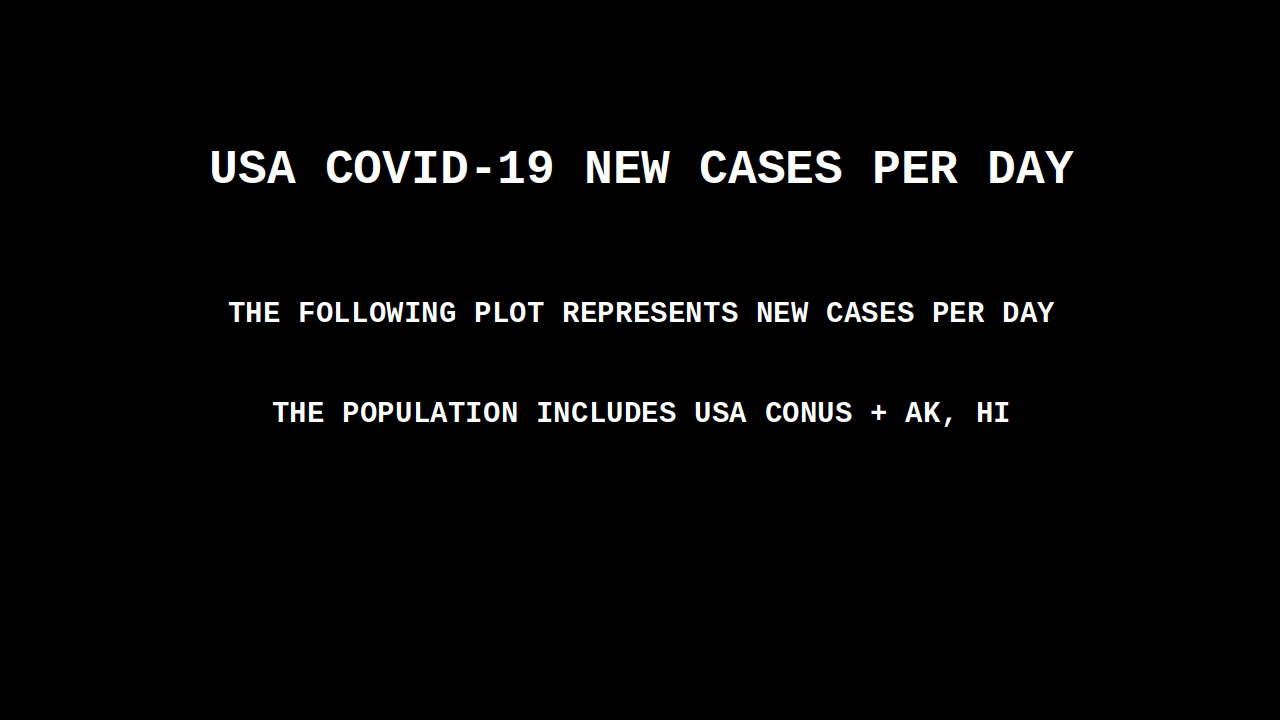 USA COVID-19 NEW CASES PER DAY
THE FOLLOWING PLOT REPRESENTS NEW CASES PER DAY
THE POPULATION INCLUDES USA CONUS + AK, HI